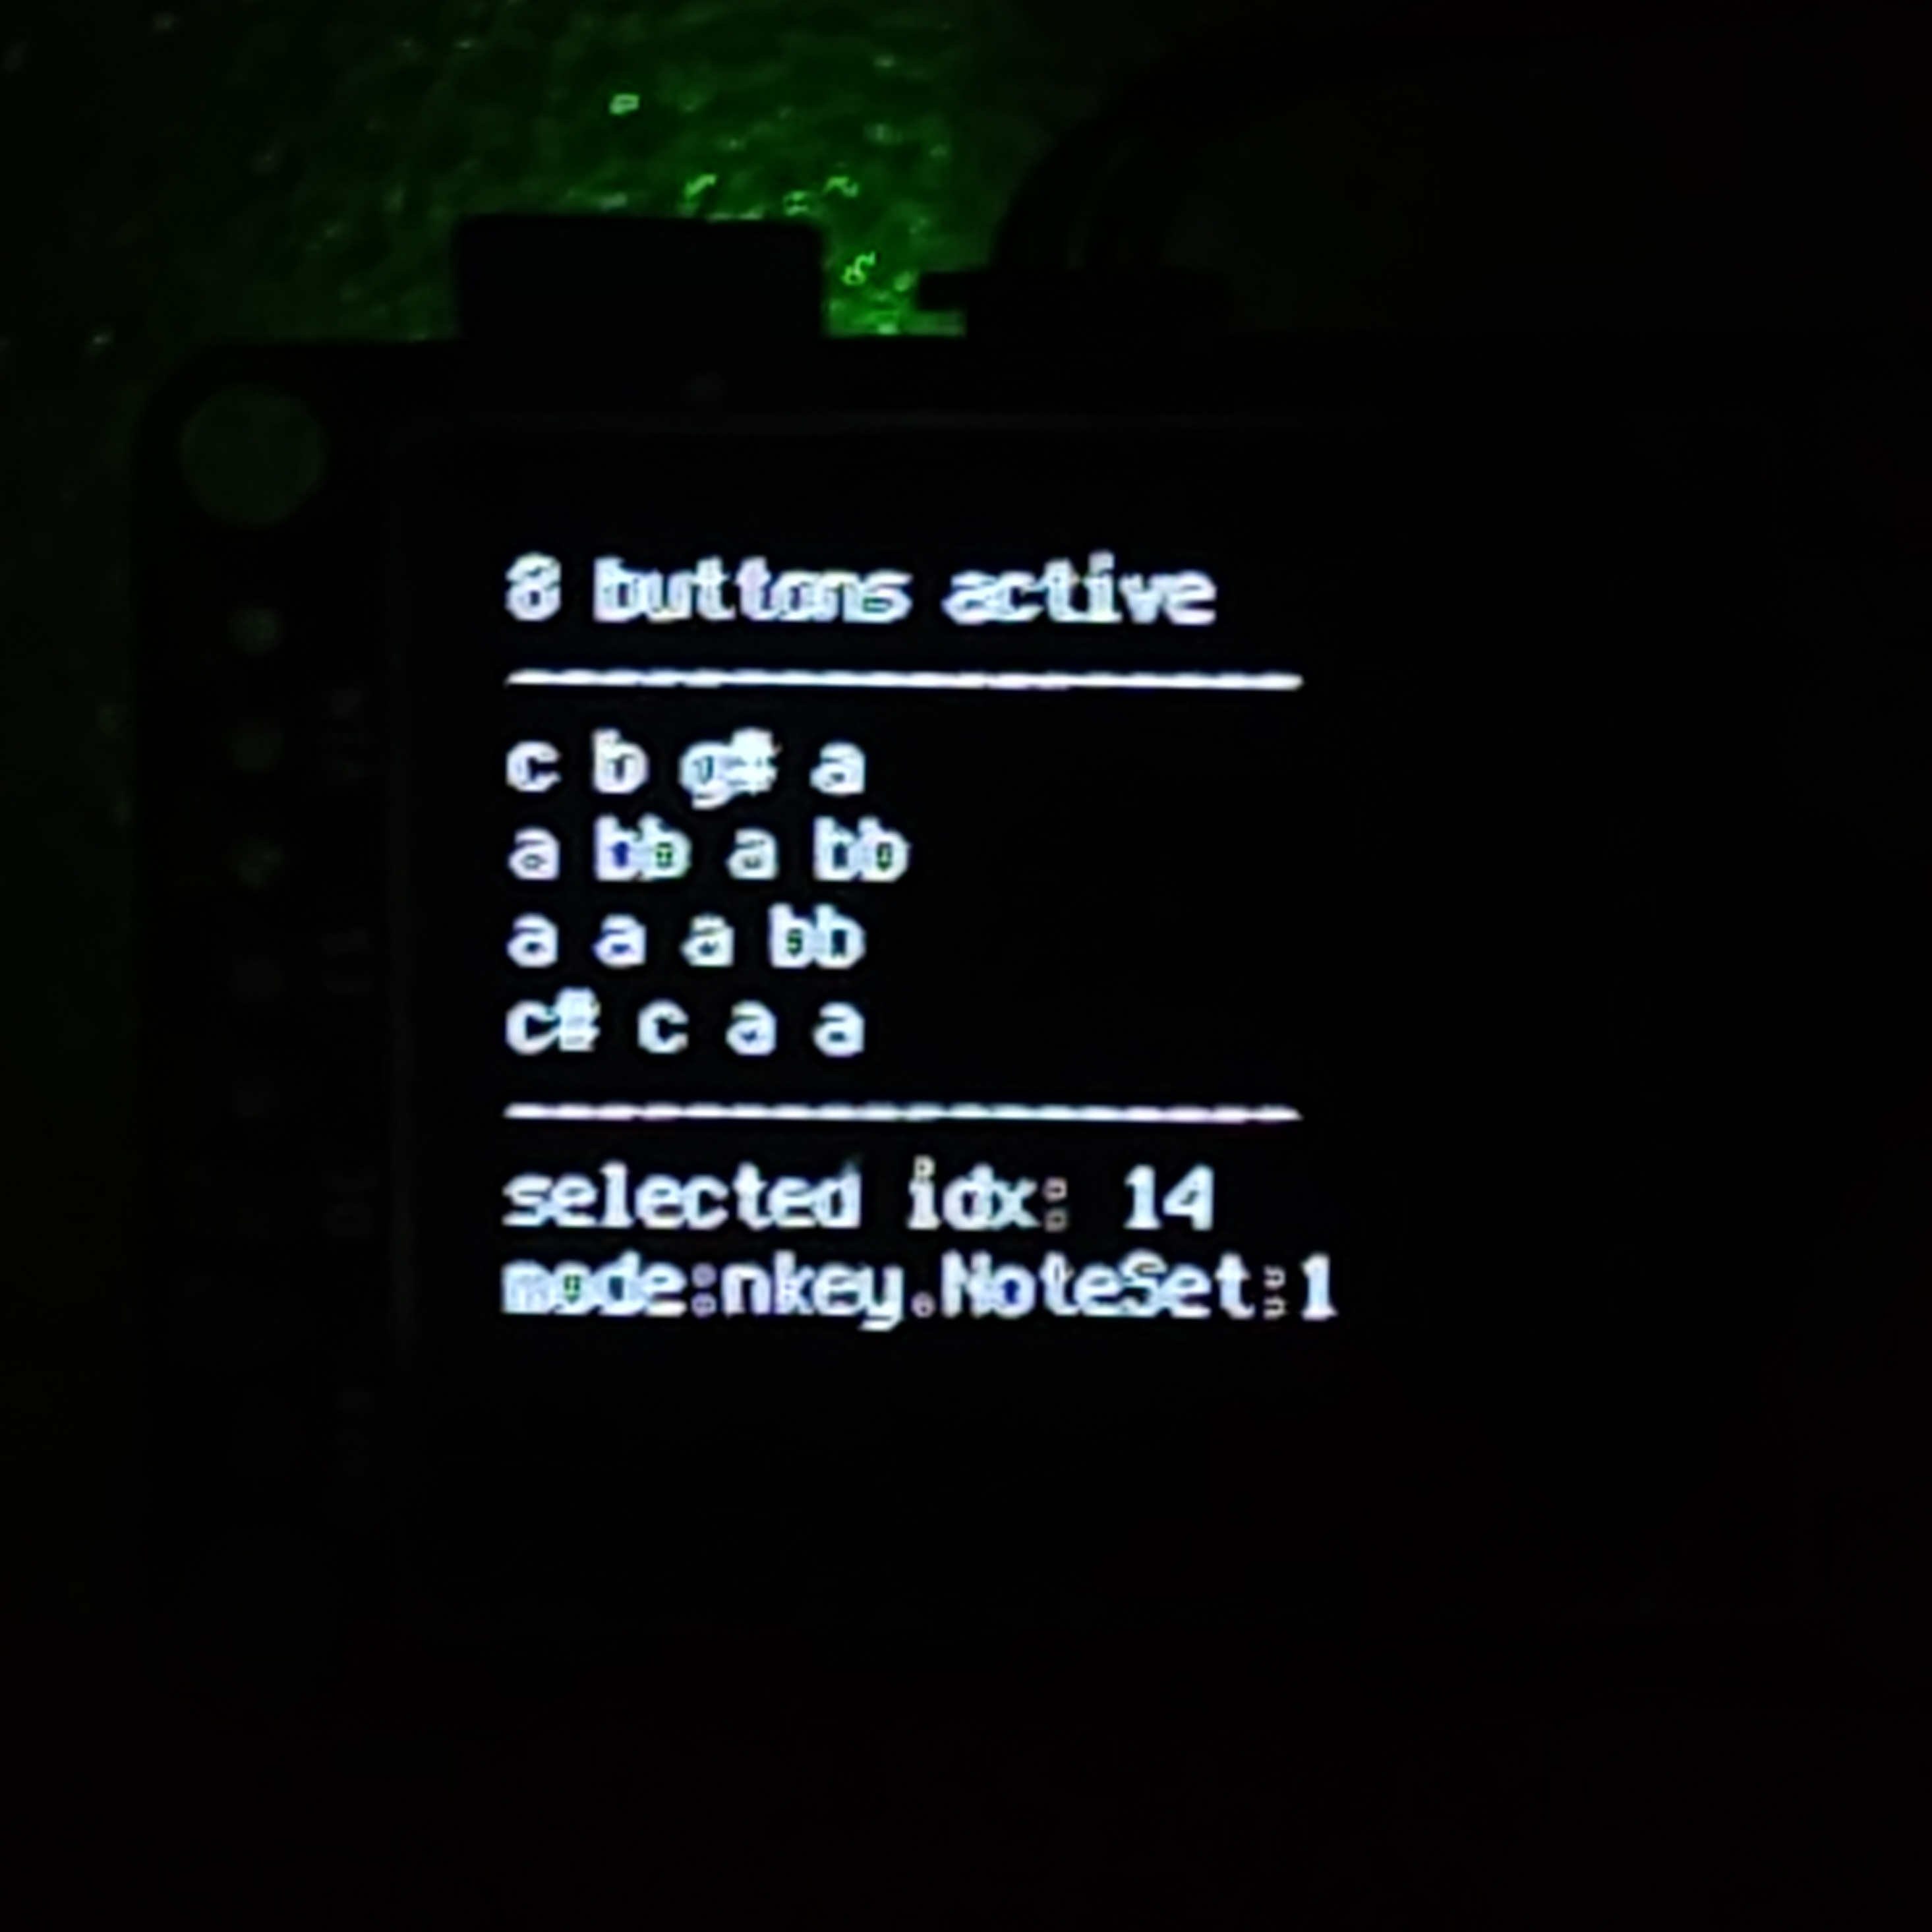 8 buttons active
c b g# a
a bb a bb
a a a bb
c# c a a
selected idx: 14
mode:nkey.NoteSet:1